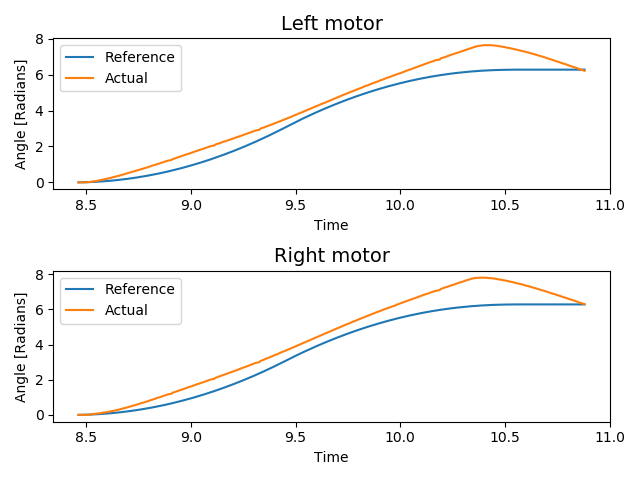 Left motor
8
6
4
2
0
Angle [Radians]
Reference
Actual
8.5 9.0 9.5 10.0 10.5 11.0
Time
Right motor
8
6
4
2
0
Angle [Radians]
Reference
Actual
8.5 9.0 9.5 10.0 10.5 11.0
Time